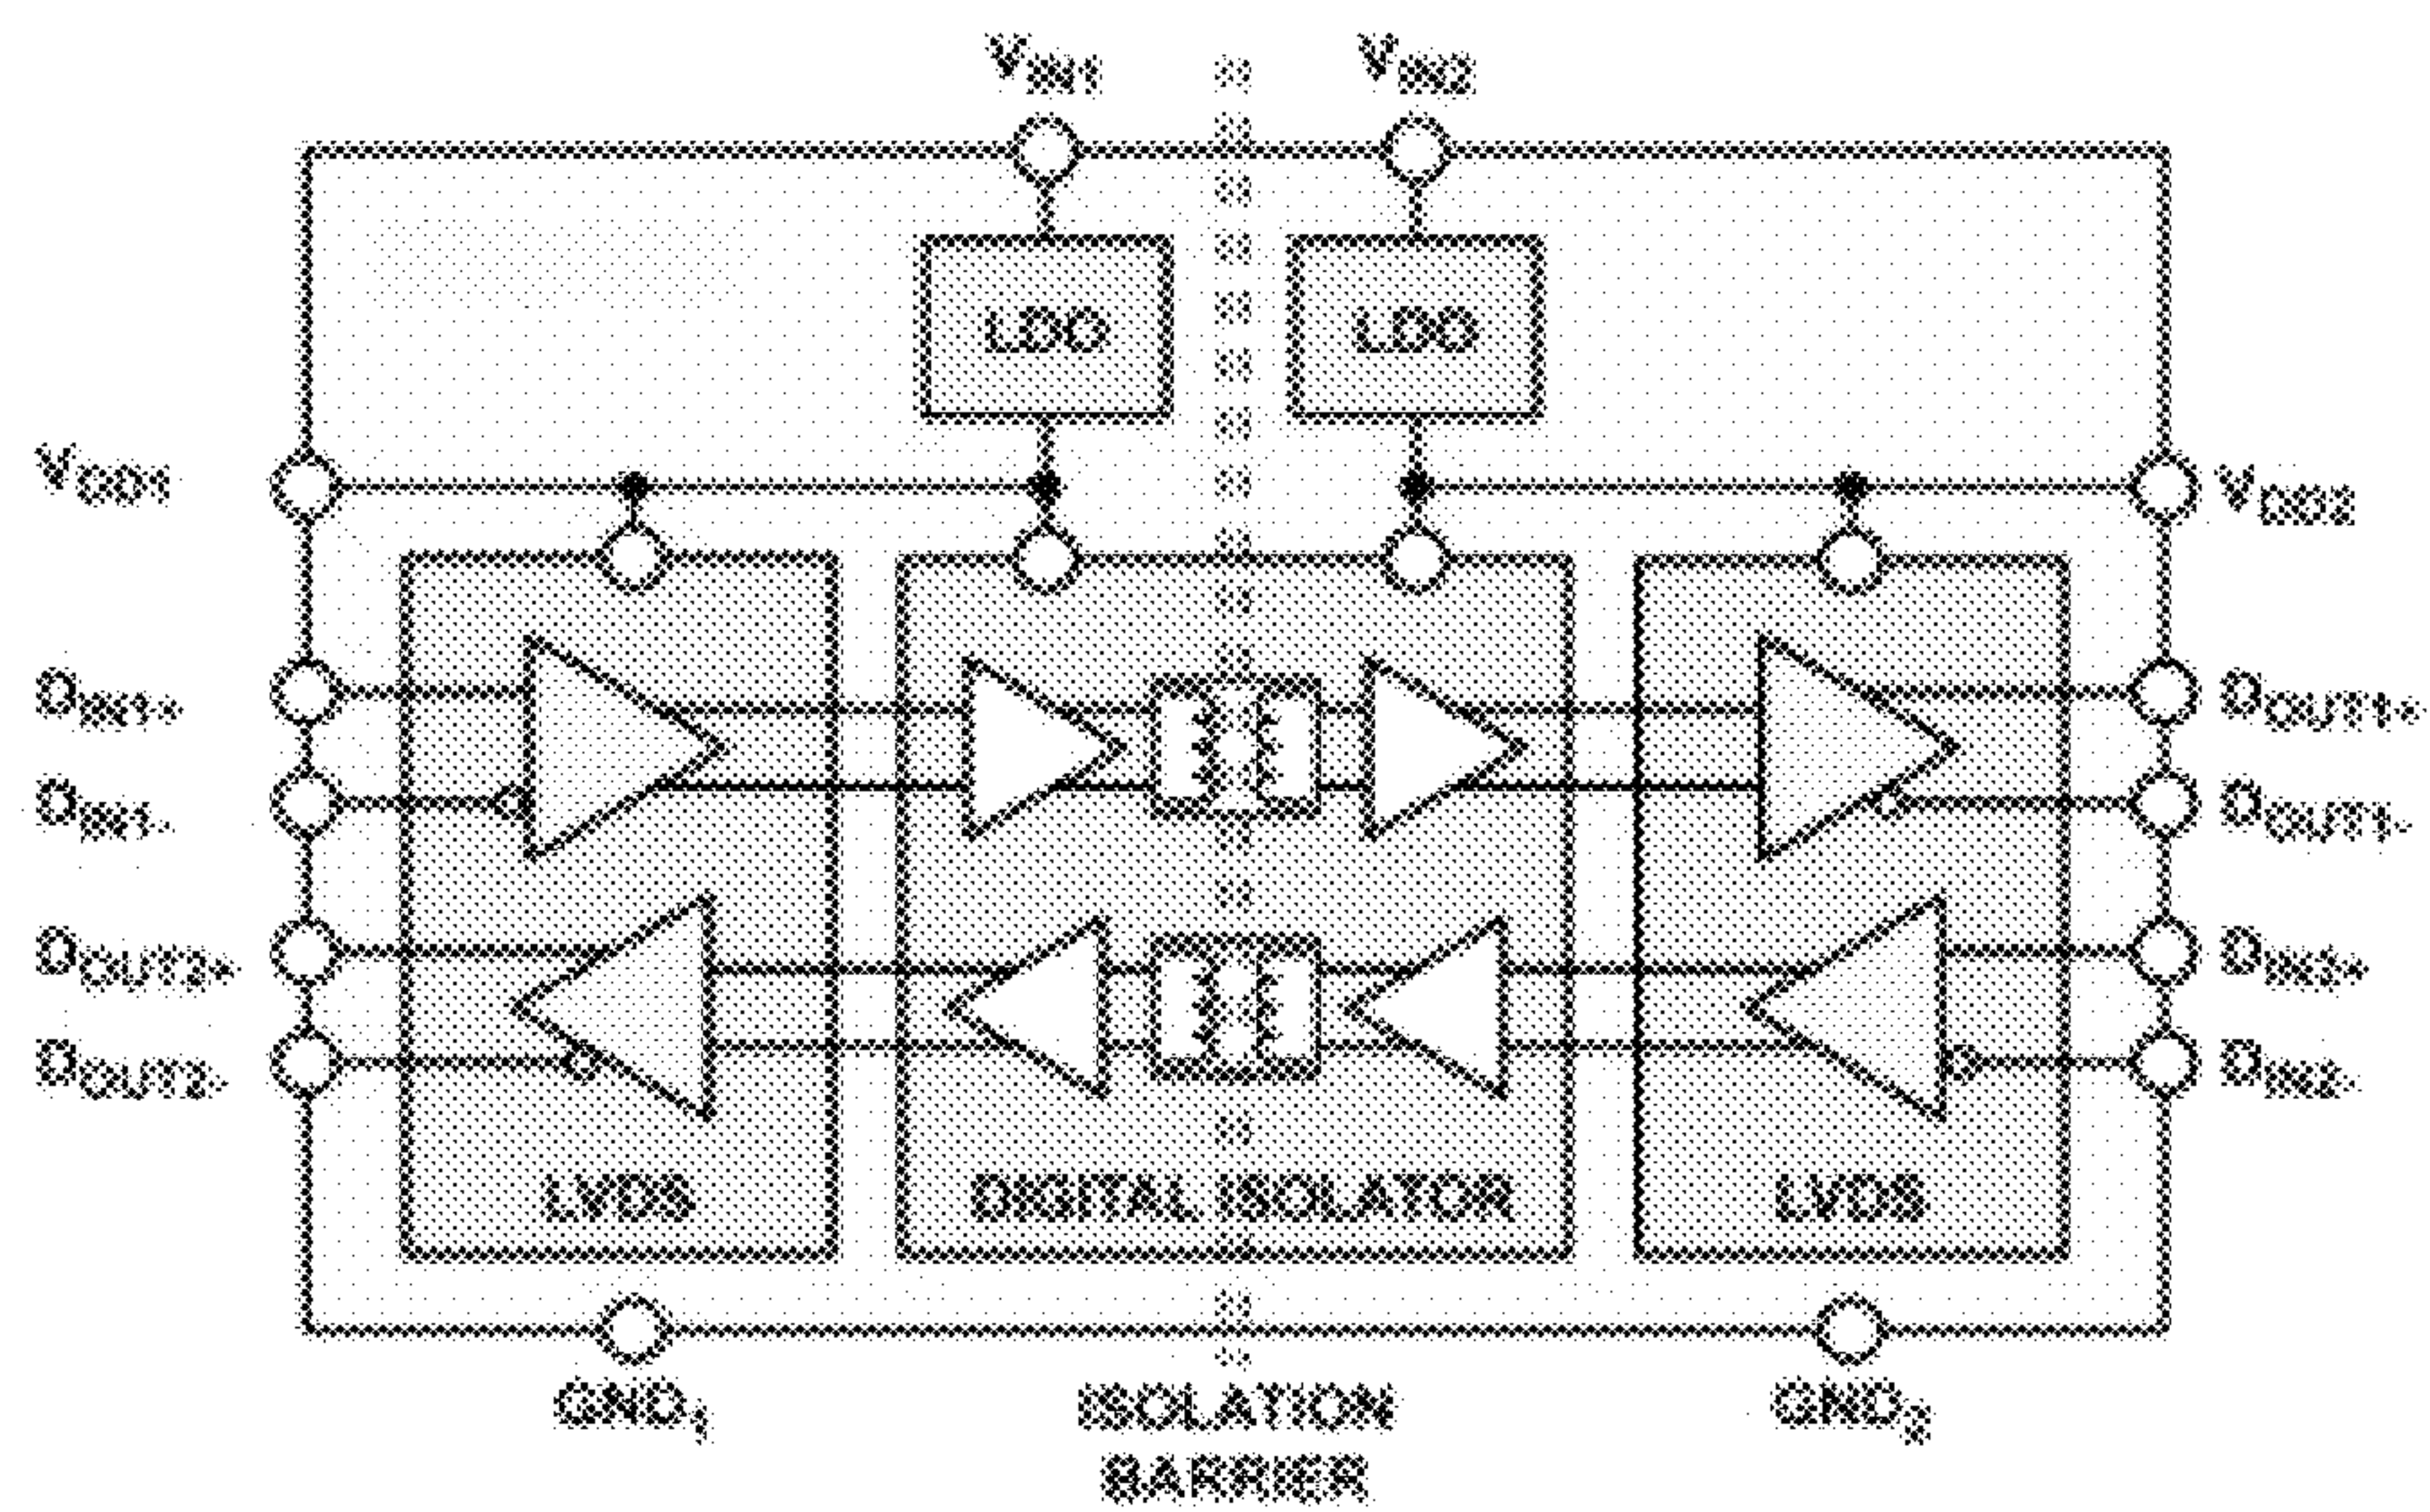 VIN1 VIN2
LDO LDO
VDD1 VDD2
DIN1+ DOUT1+
DIN1- DOUT1-
DOUT2+ DIN2+
DOUT2- DIN2-
LVDS DIGITAL ISOLATOR LVDS
GND1 GND2
ISOLATION
BARRIER